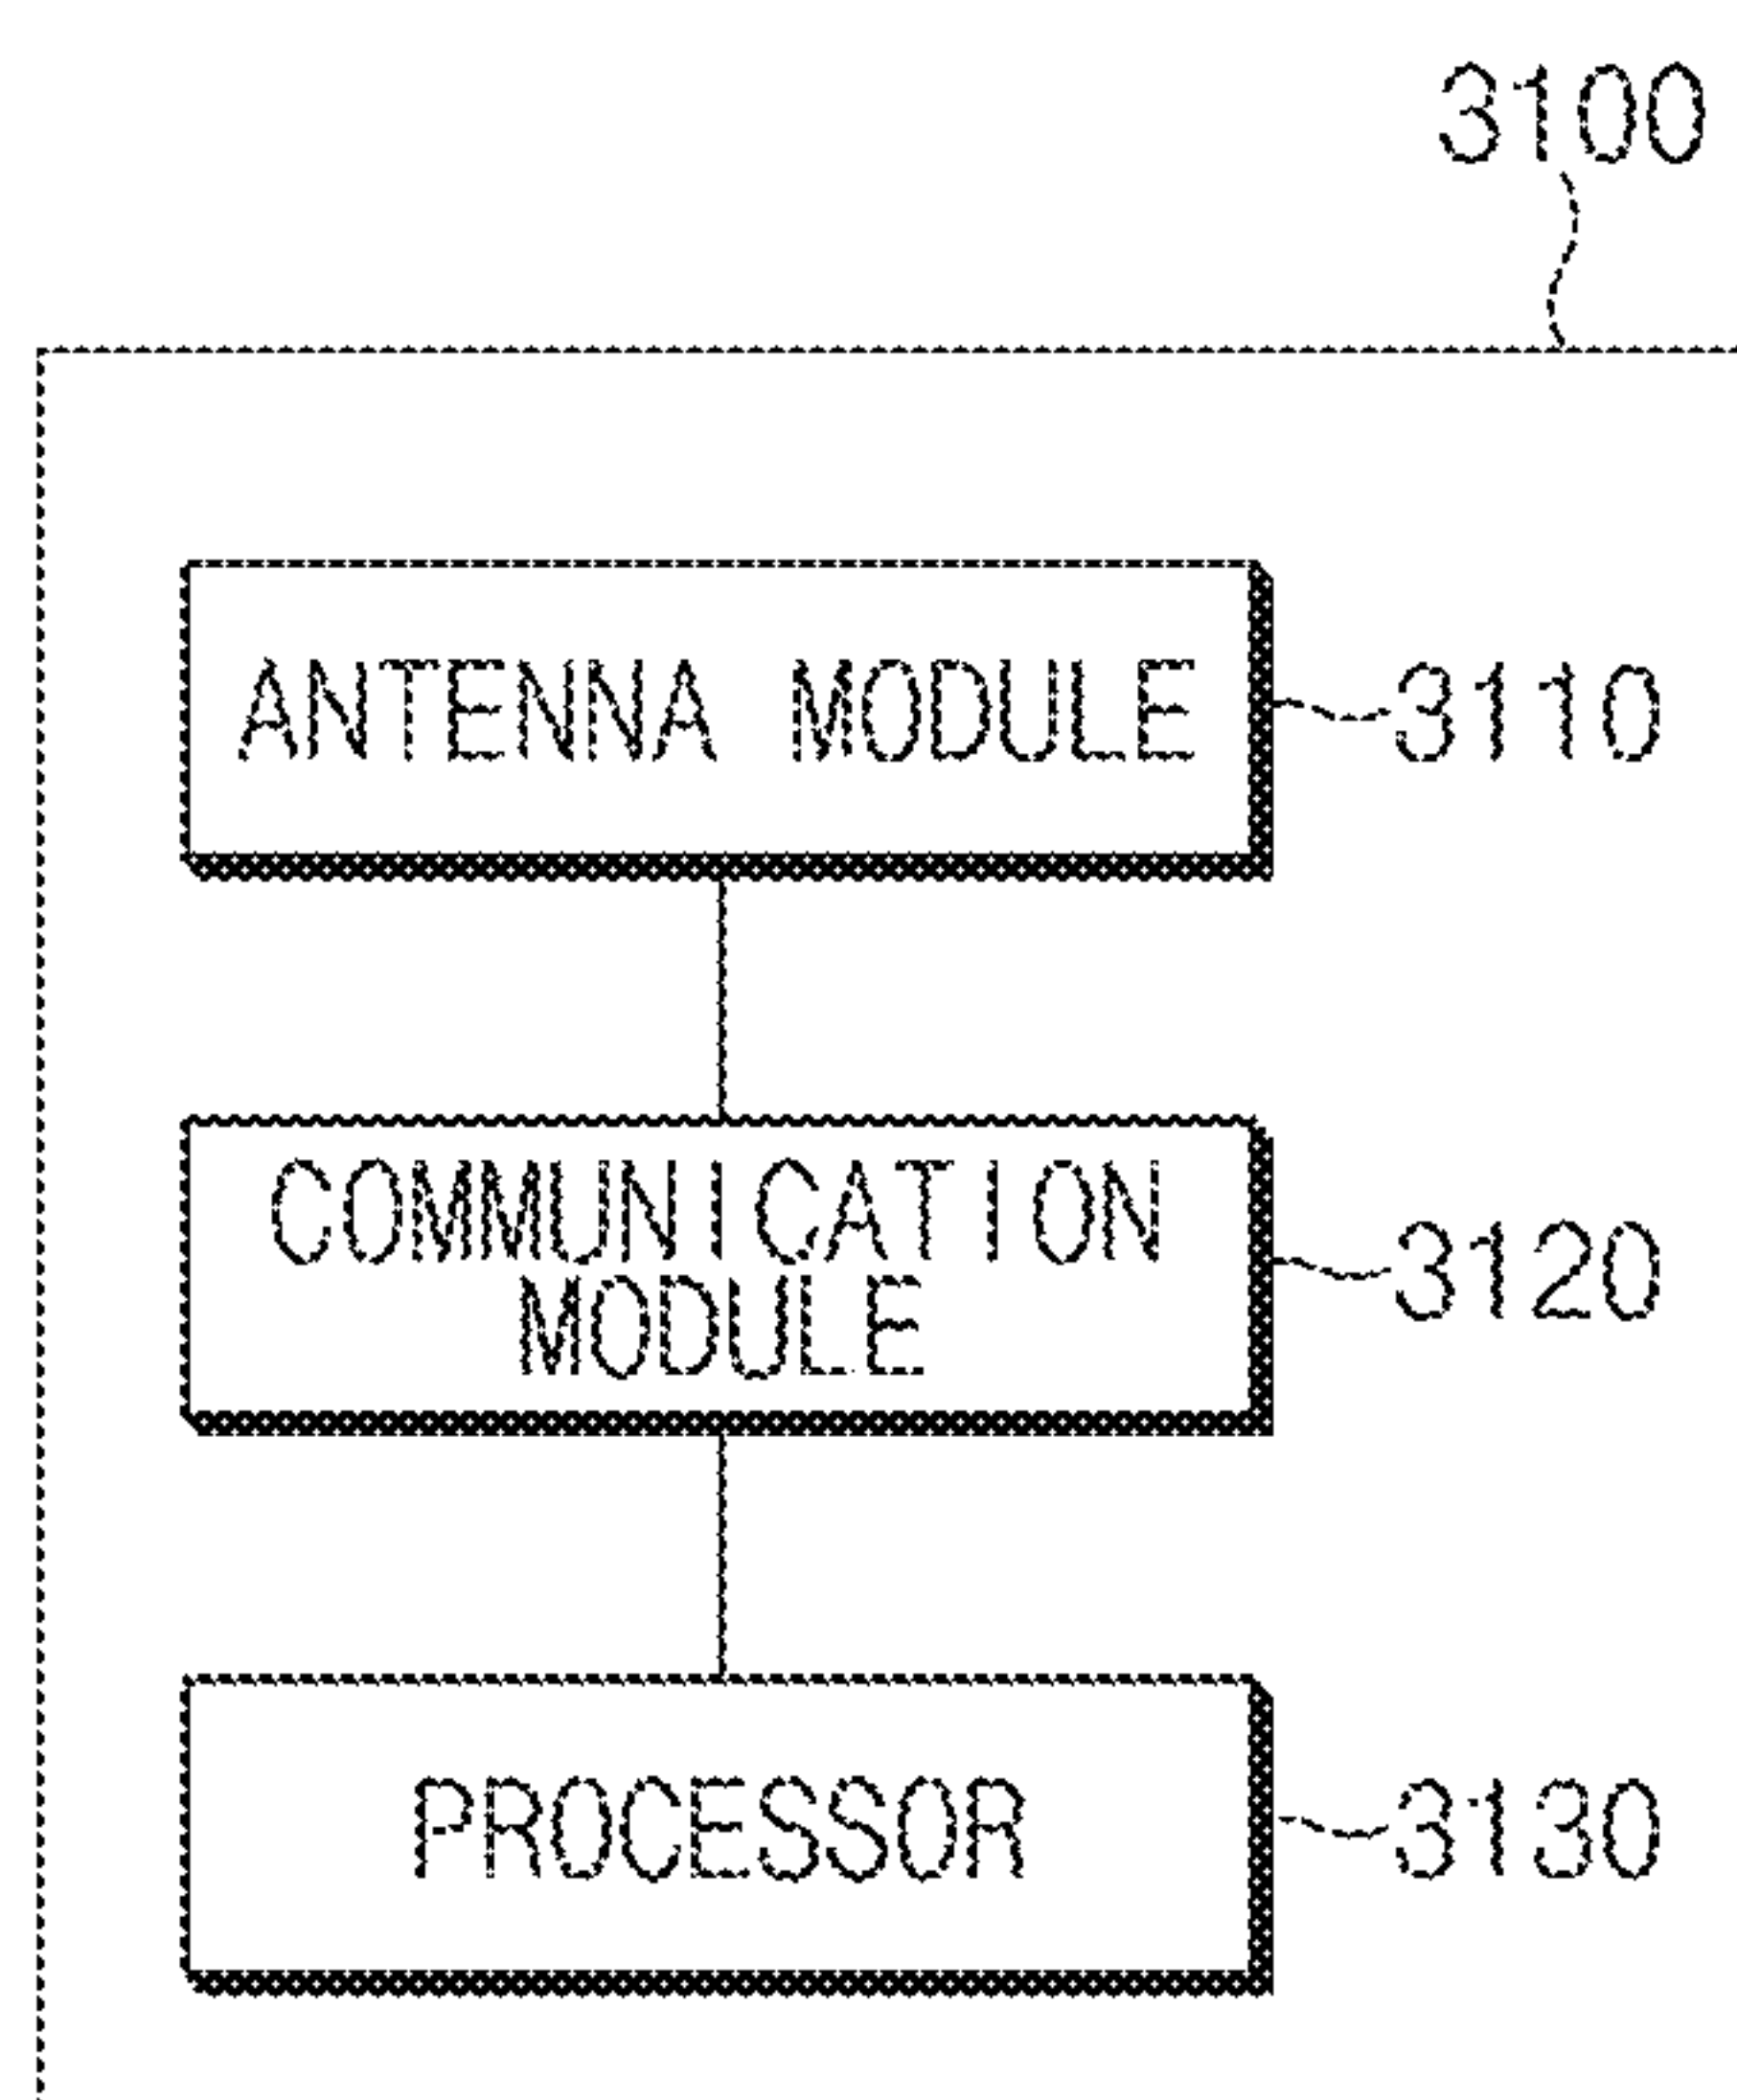 3100
ANTENNA MODULE
3110
COMMUNICATION
MODULE
3120
PROCESSOR
3130